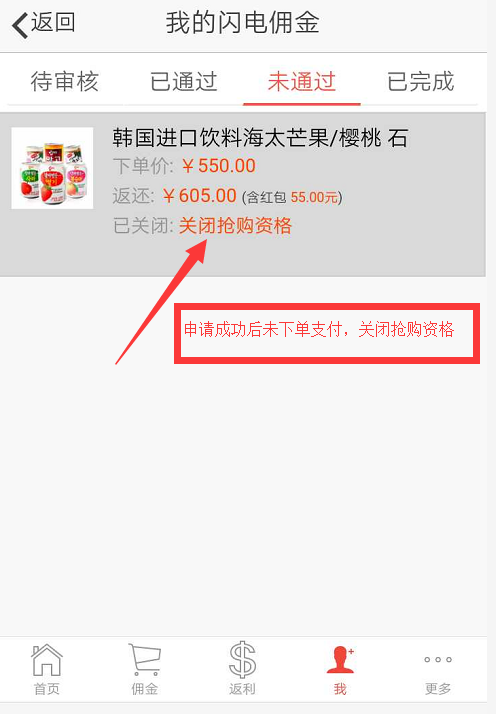 返回 我的闪电佣金
待审核 已通过 未通过 已完成
韩国进口饮料海太芒果/樱桃 石
下单价: ￥550.00
返还: ￥605.00 (含红包 55.00元)
已关闭: 关闭抢购资格
申请成功后未下单支付，关闭抢购资格
首页 佣金 返利 我 更多